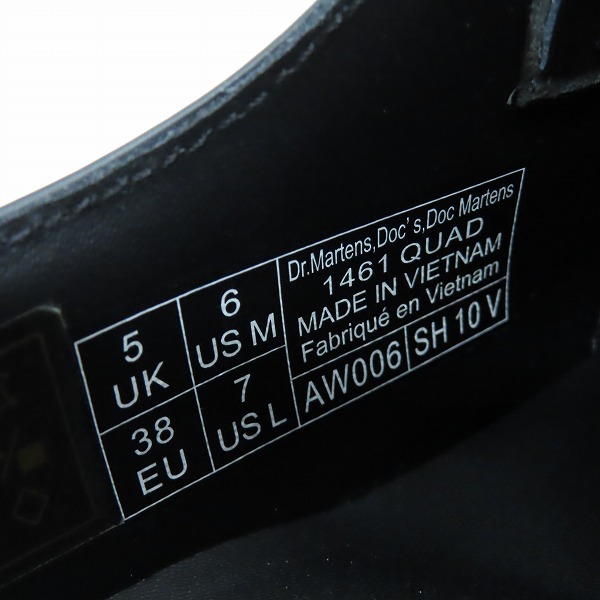 5
UK
6
US M
38
EU
7
US L
Dr.Martens,Doc's,Doc Martens
1461 QUAD
MADE IN VIETNAM
Fabriqué en Vietnam
AW006
SH 10 V